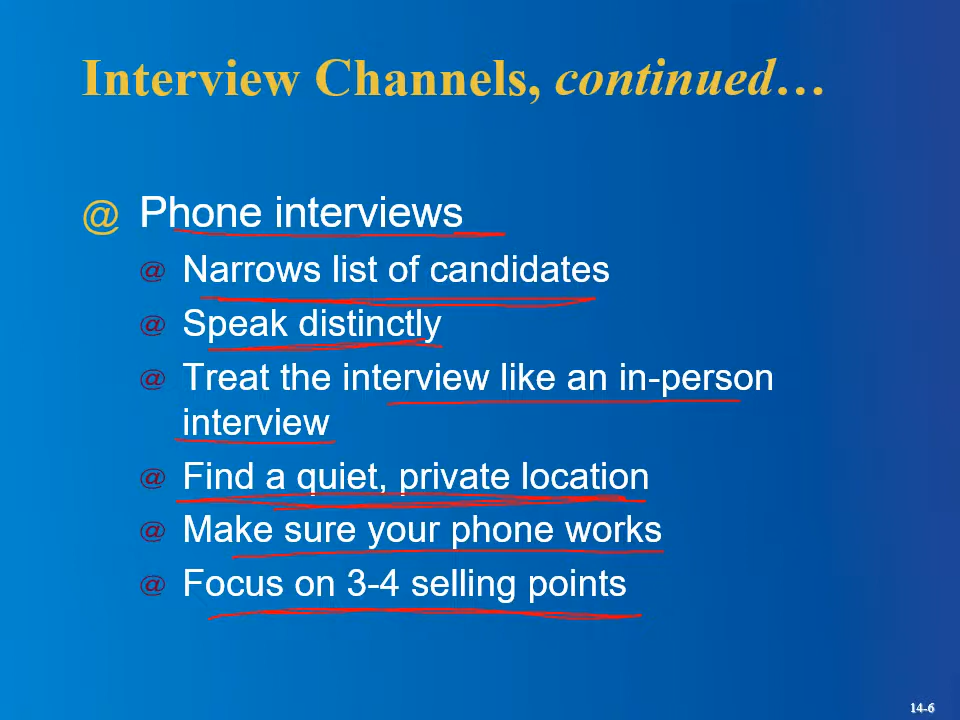 Interview Channels, continued…
@ Phone interviews
@ Narrows list of candidates
@ Speak distinctly
@ Treat the interview like an in-person
interview
@ Find a quiet, private location
@ Make sure your phone works
@ Focus on 3-4 selling points
14-6